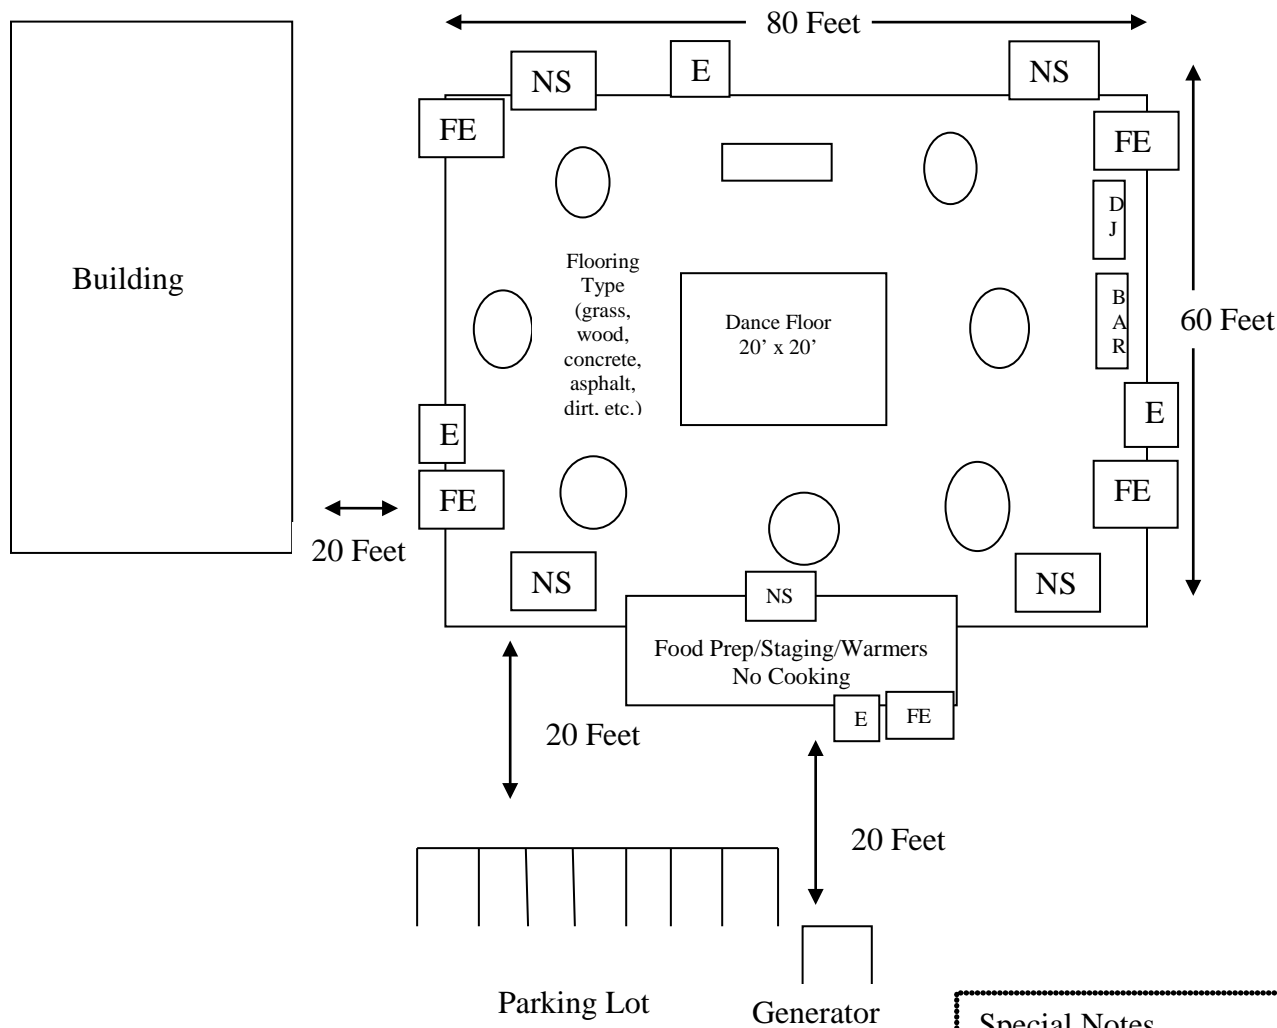 80 Feet
NS
E
NS
FE
FE
D
J
Building
Flooring
Type
(grass,
wood,
concrete,
asphalt,
dirt, etc.)
Dance Floor
20’ x 20’
B
A
R
60 Feet
E
E
FE
FE
20 Feet
NS
NS
NS
Food Prep/Staging/Warmers
No Cooking
E
FE
20 Feet
20 Feet
Parking Lot
Generator
Special Notes